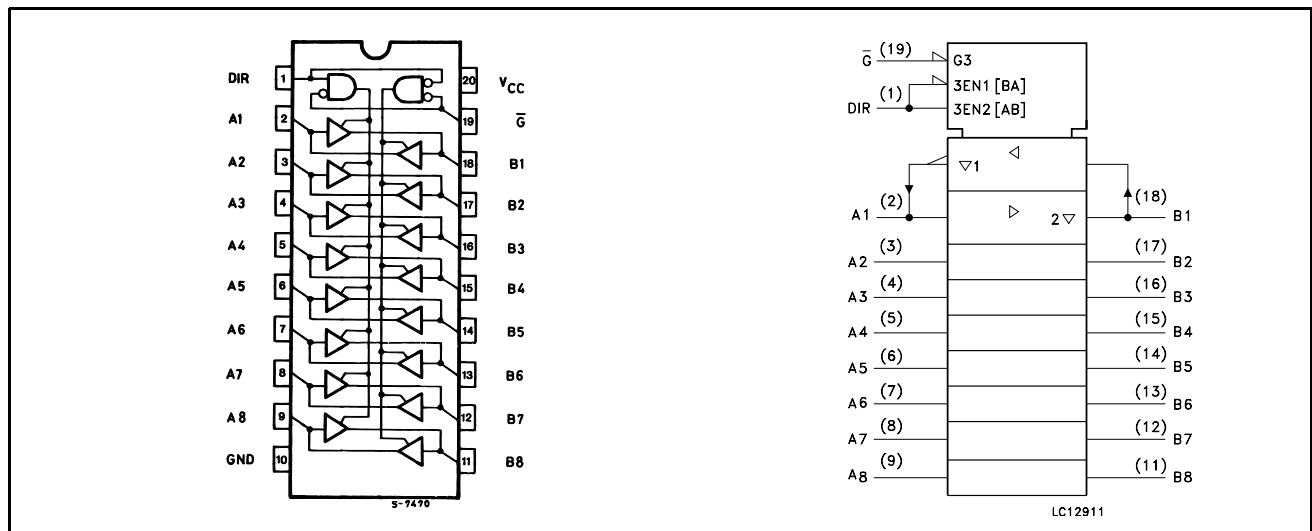 DIR 1 20 VCC
A1 2 19 G̅
A2 3 18 B1
A3 4 17 B2
A4 5 16 B3
A5 6 15 B4
A6 7 14 B5
A7 8 13 B6
A8 9 12 B7
GND 10 11 B8
S-7470
G̅ (19) G3
3EN1 [BA]
DIR (1) 3EN2 [AB]
▽1 ◁
A1 (2) ▷ 2▽ (18) B1
A2 (3) (17) B2
A3 (4) (16) B3
A4 (5) (15) B4
A5 (6) (14) B5
A6 (7) (13) B6
A7 (8) (12) B7
A8 (9) (11) B8
LC12911